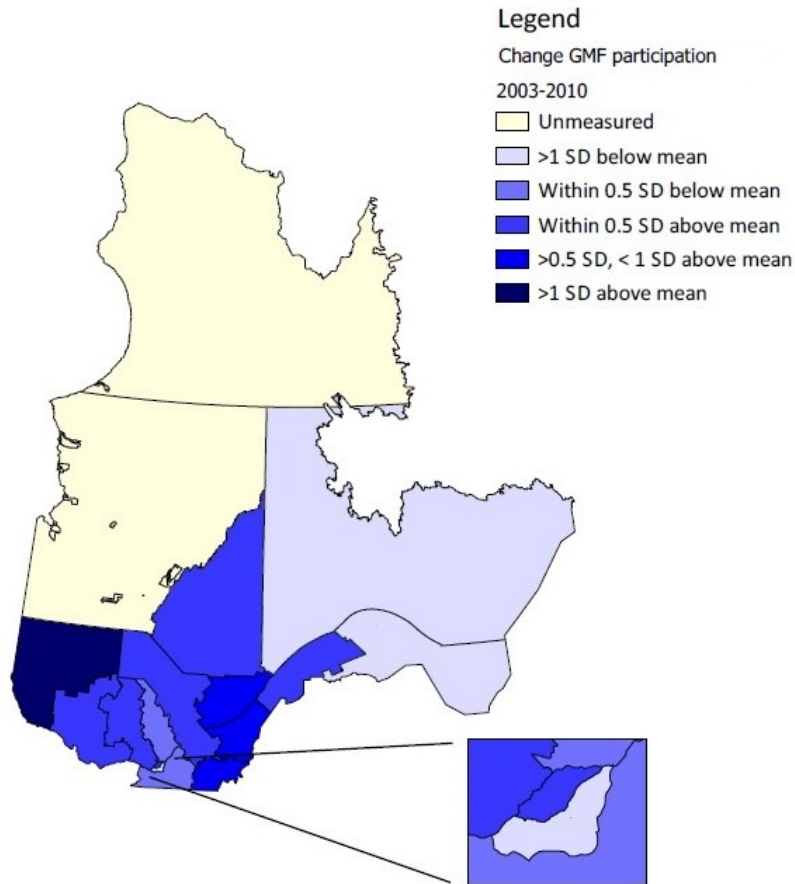 Legend
Change GMF participation
2003-2010
Unmeasured
>1 SD below mean
Within 0.5 SD below mean
Within 0.5 SD above mean
>0.5 SD, < 1 SD above mean
>1 SD above mean